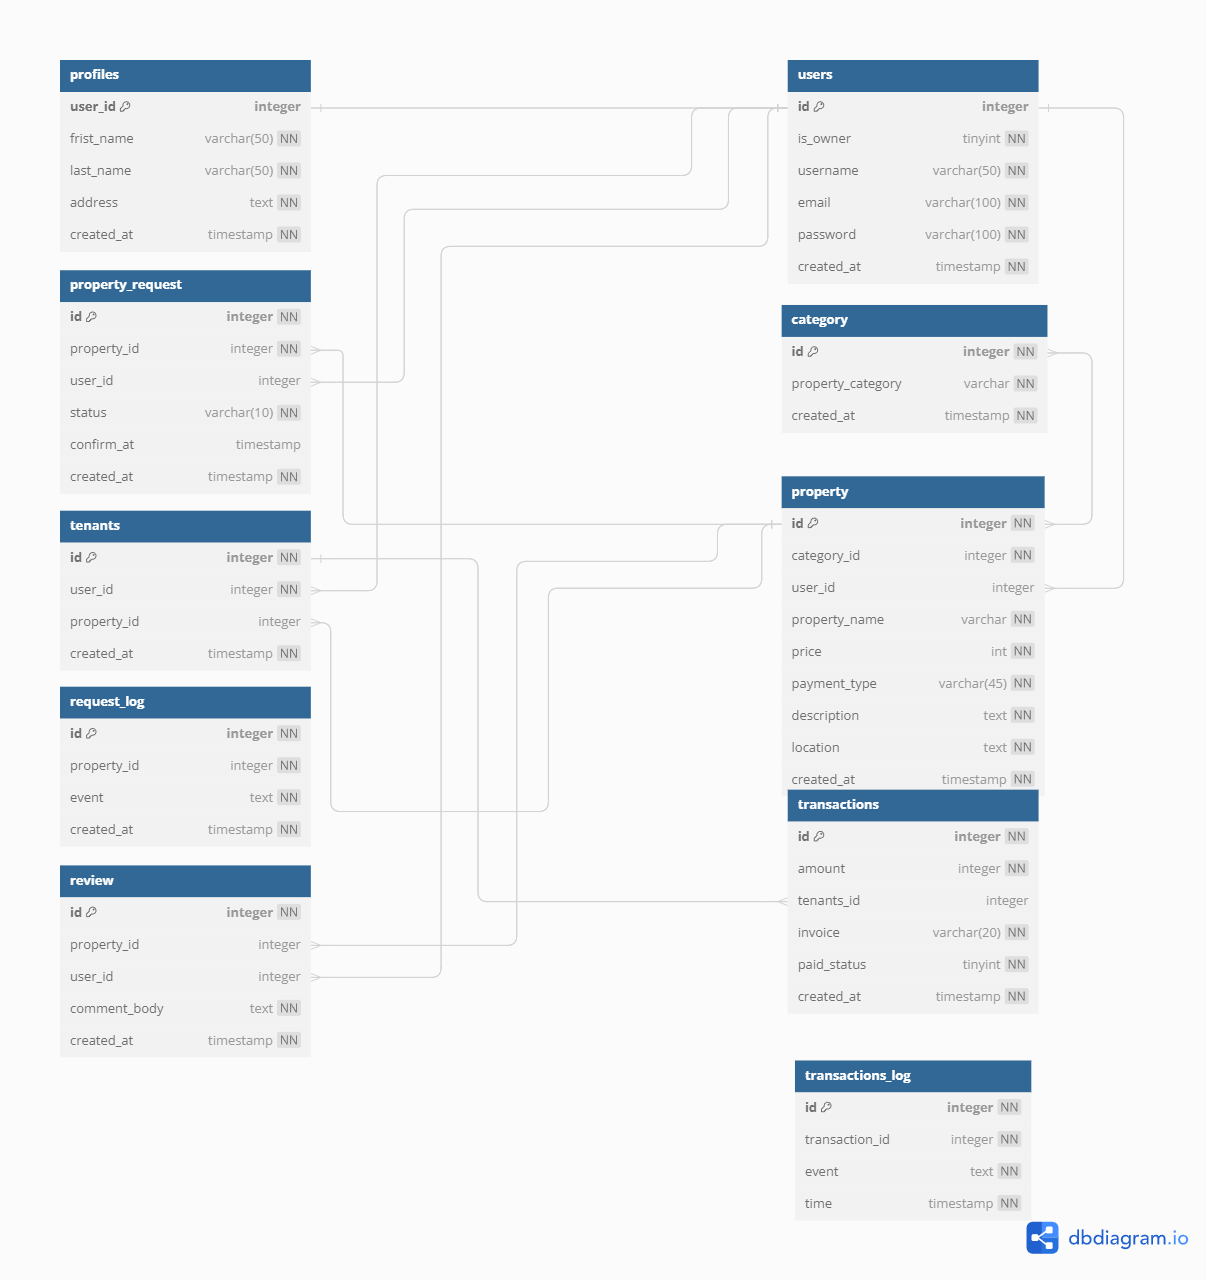 profiles
user_id integer
frist_name varchar(50) NN
last_name varchar(50) NN
address text NN
created_at timestamp NN
property_request
id integer NN
property_id integer NN
user_id integer
status varchar(10) NN
confirm_at timestamp
created_at timestamp NN
tenants
id integer NN
user_id integer NN
property_id integer
created_at timestamp NN
request_log
id integer NN
property_id integer NN
event text NN
created_at timestamp NN
review
id integer NN
property_id integer
user_id integer
comment_body text NN
created_at timestamp NN
users
id integer
is_owner tinyint NN
username varchar(50) NN
email varchar(100) NN
password varchar(100) NN
created_at timestamp NN
category
id integer NN
property_category varchar NN
created_at timestamp NN
property
id integer NN
category_id integer NN
user_id integer
property_name varchar NN
price int NN
payment_type varchar(45) NN
description text NN
location text NN
created_at timestamp NN
transactions
id integer NN
amount integer NN
tenants_id integer
invoice varchar(20) NN
paid_status tinyint NN
created_at timestamp NN
transactions_log
id integer NN
transaction_id integer NN
event text NN
time timestamp NN
dbdiagram.io